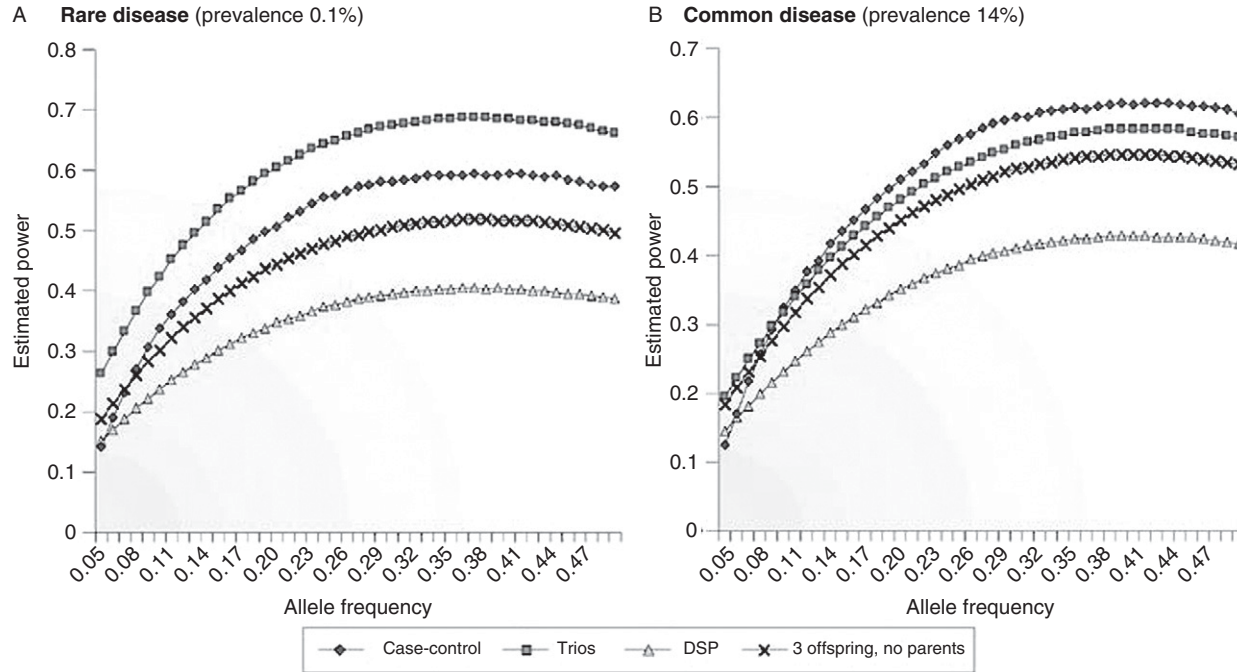 A Rare disease (prevalence 0.1%)
0.8
0.7
0.6
0.5
0.4
0.3
0.2
0.1
0
Estimated power
0.05 0.08 0.11 0.14 0.17 0.20 0.23 0.26 0.29 0.32 0.35 0.38 0.41 0.44 0.47
Allele frequency
B Common disease (prevalence 14%)
0.7
0.6
0.5
0.4
0.3
0.2
0.1
0
Estimated power
0.05 0.08 0.11 0.14 0.17 0.20 0.23 0.26 0.29 0.32 0.35 0.38 0.41 0.44 0.47
Allele frequency
Case-control Trios DSP 3 offspring, no parents